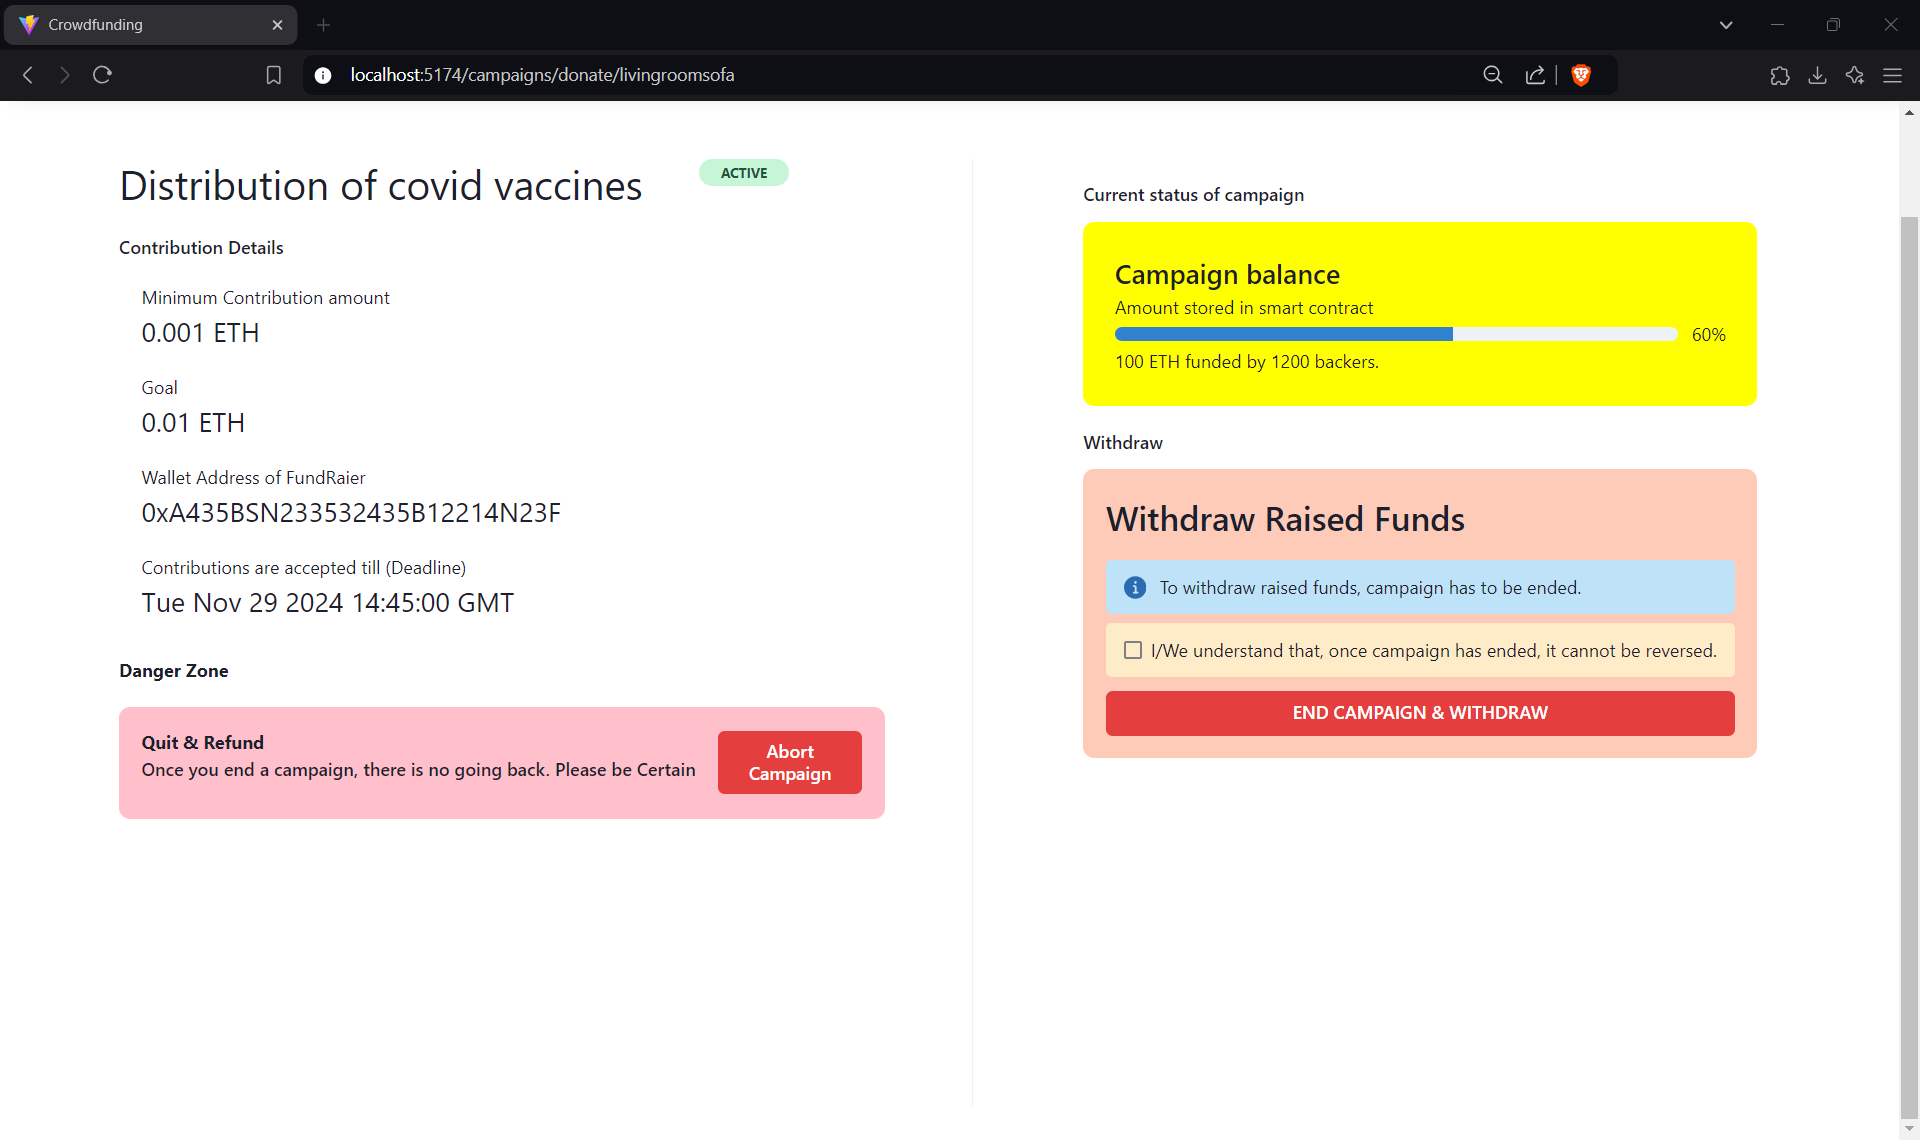 Crowdfunding
localhost:5174/campaigns/donate/livingroomsofa
Distribution of covid vaccines
ACTIVE
Contribution Details
Minimum Contribution amount
0.001 ETH
Goal
0.01 ETH
Wallet Address of FundRaier
0xA435BSN233532435B12214N23F
Contributions are accepted till (Deadline)
Tue Nov 29 2024 14:45:00 GMT
Danger Zone
Quit & Refund
Once you end a campaign, there is no going back. Please be Certain
Abort
Campaign
Current status of campaign
Campaign balance
Amount stored in smart contract
60%
100 ETH funded by 1200 backers.
Withdraw
Withdraw Raised Funds
To withdraw raised funds, campaign has to be ended.
I/We understand that, once campaign has ended, it cannot be reversed.
END CAMPAIGN & WITHDRAW